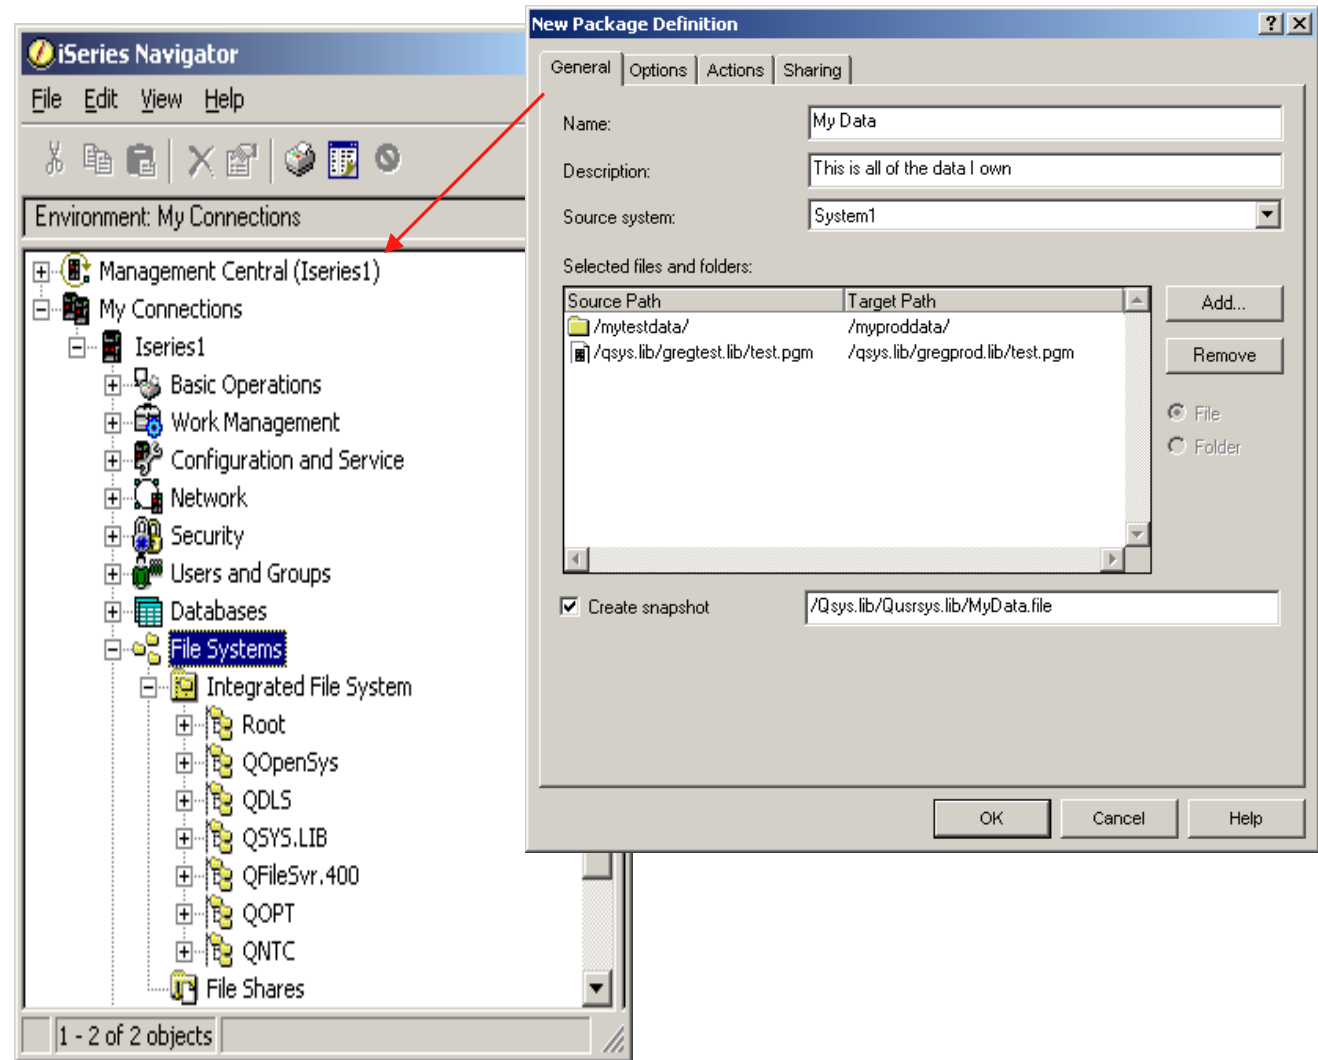 iSeries Navigator
File Edit View Help
Environment: My Connections
Management Central (Iseries1)
My Connections
Iseries1
Basic Operations
Work Management
Configuration and Service
Network
Security
Users and Groups
Databases
File Systems
Integrated File System
Root
QOpenSys
QDLS
QSYS.LIB
QFileSvr.400
QOPT
QNTC
File Shares
1 - 2 of 2 objects
New Package Definition
General Options Actions Sharing
Name: My Data
Description: This is all of the data I own
Source system: System1
Selected files and folders:
Source Path Target Path
/mytestdata/ /myproddata/
/qsys.lib/gregtest.lib/test.pgm /qsys.lib/gregprod.lib/test.pgm
Add...
Remove
File
Folder
Create snapshot /Qsys.lib/Qusrsys.lib/MyData.file
OK Cancel Help